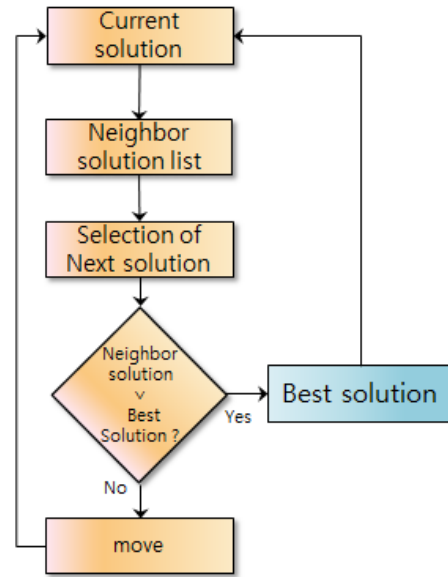 Current
solution
Neighbor
solution list
Selection of
Next solution
Neighbor
solution
∨
Best
Solution ?
Yes
Best solution
No
move